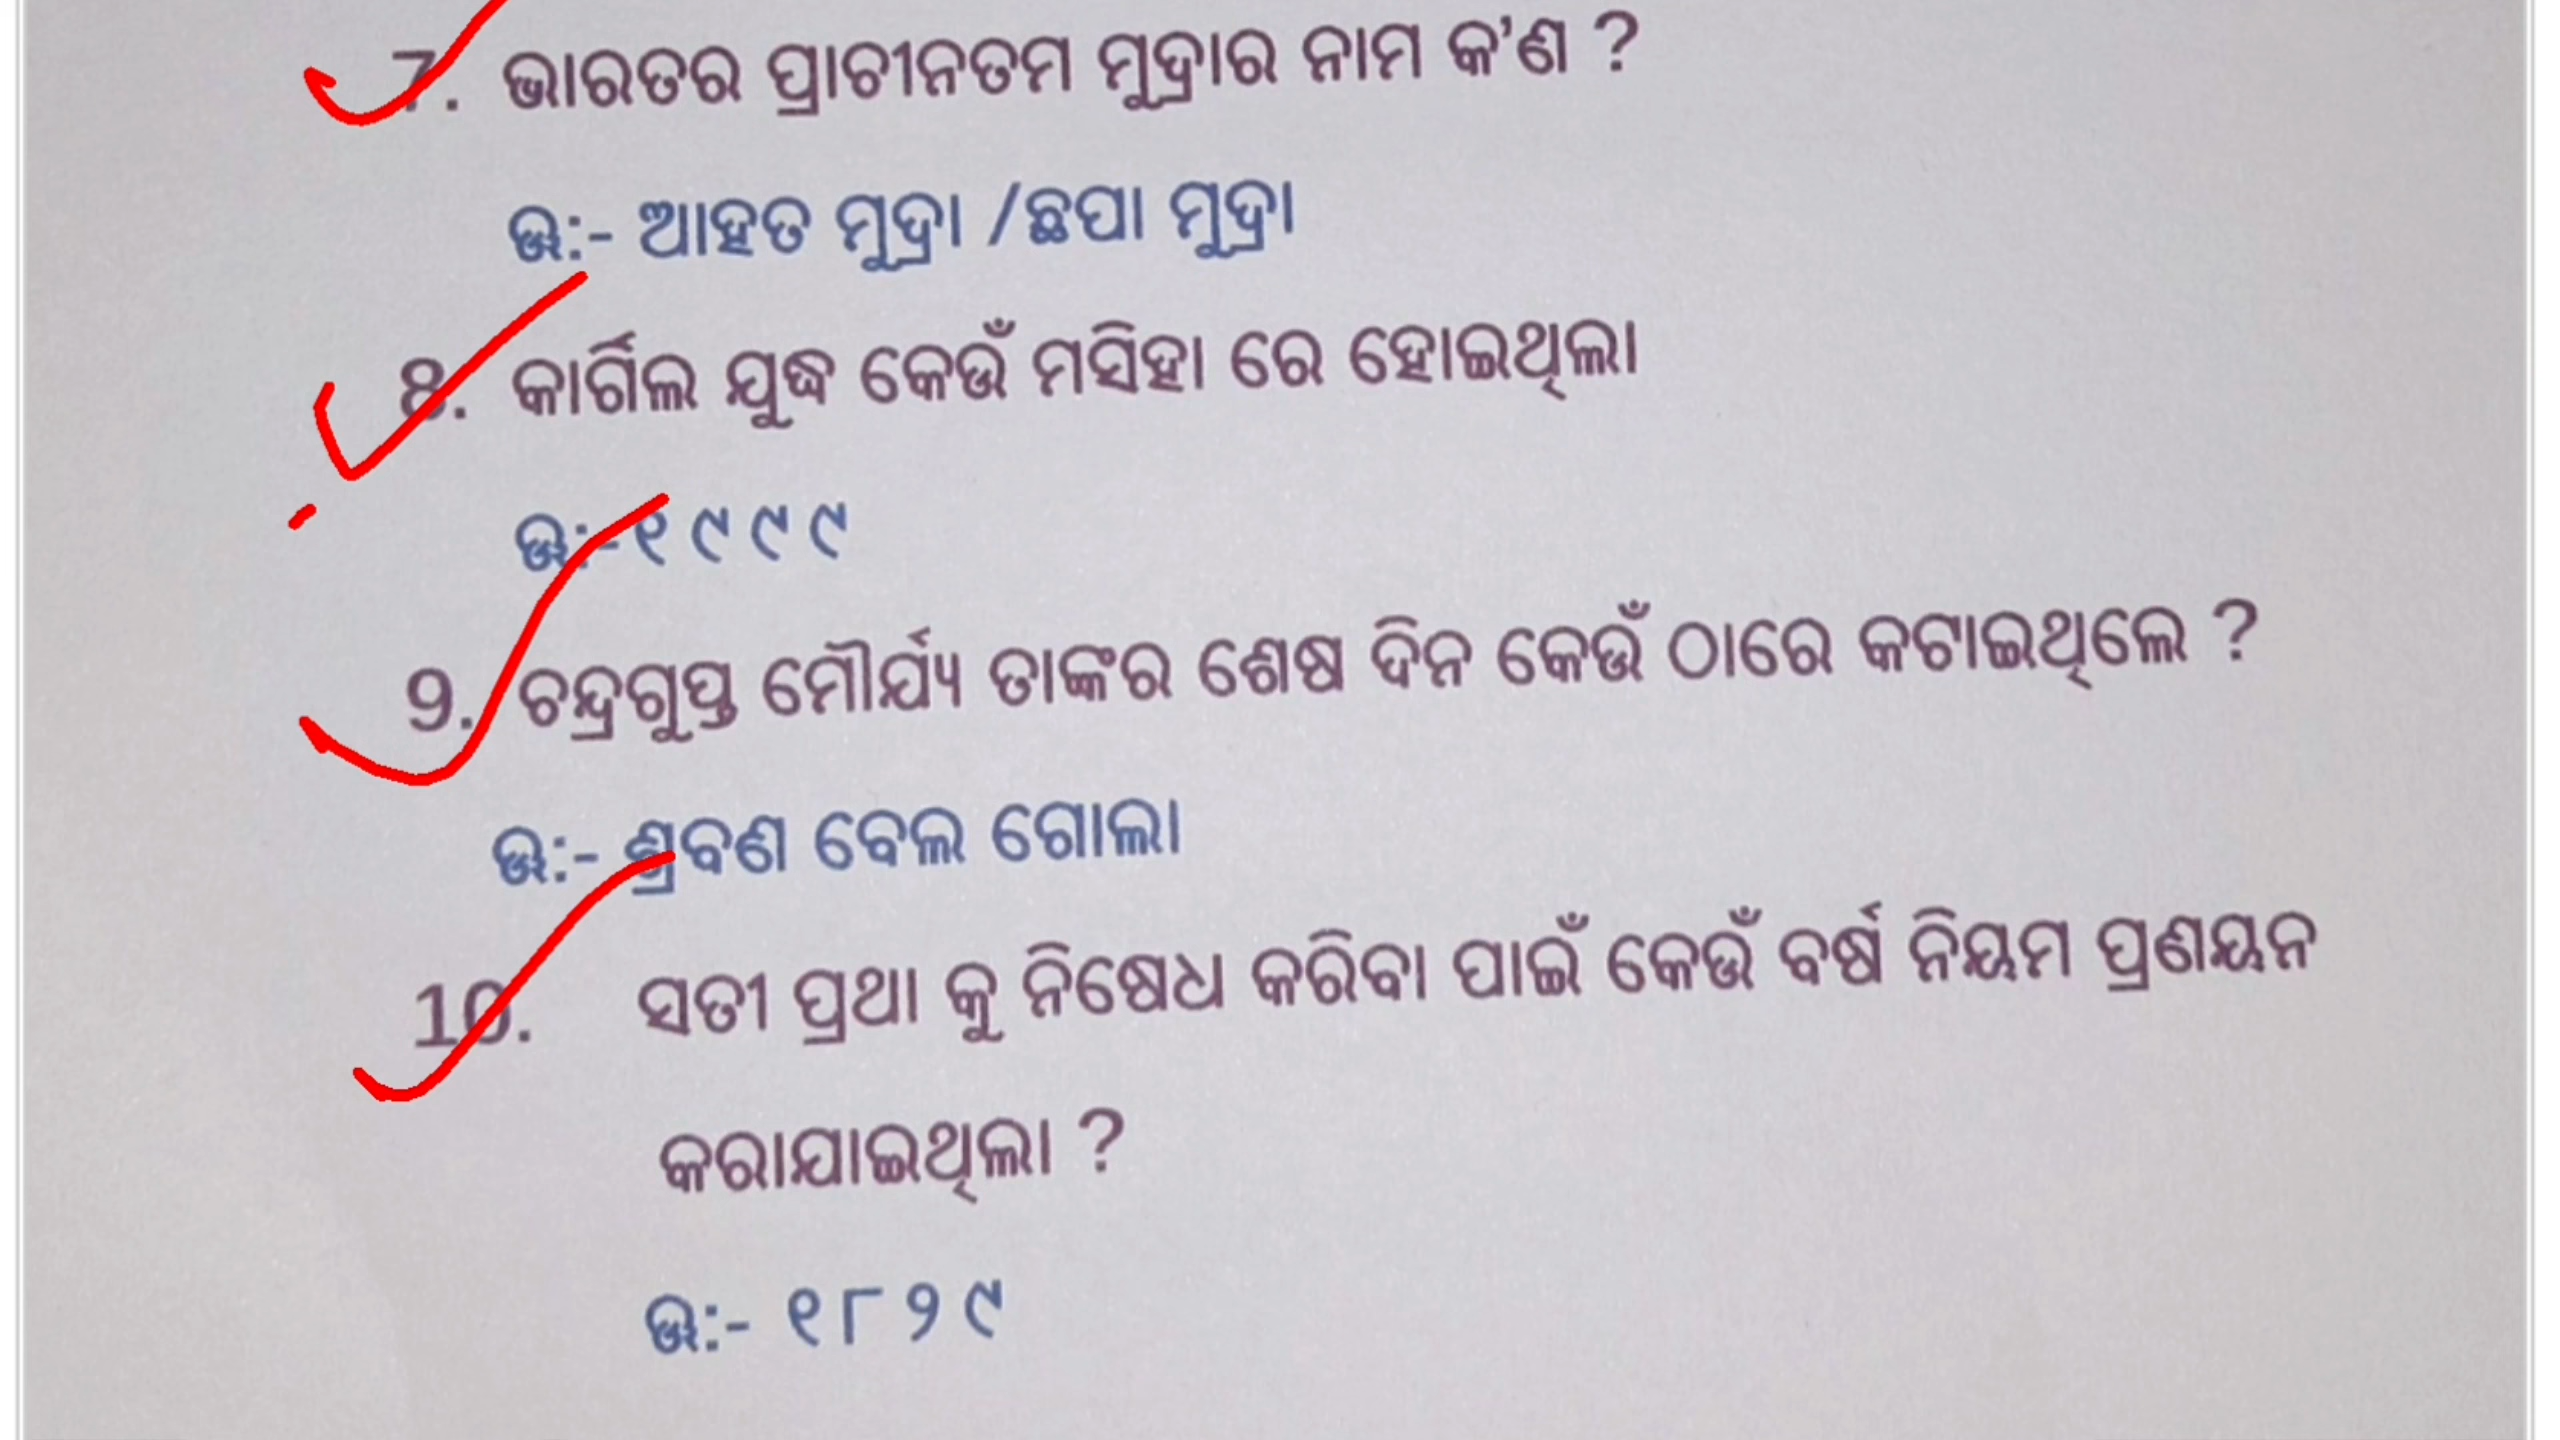 7. ଭାରତର ପ୍ରାଚୀନତମ ମୁଦ୍ରାର ନାମ କ'ଣ ?
ଉ:- ଆହତ ମୁଦ୍ରା /ଛପା ମୁଦ୍ରା
8. କାର୍ଗିଲ ଯୁଦ୍ଧ କେଉଁ ମସିହା ରେ ହୋଇଥିଲା
ଉ:-୧୯୯୯
9. ଚନ୍ଦ୍ରଗୁପ୍ତ ମୌର୍ଯ୍ୟ ତାଙ୍କର ଶେଷ ଦିନ କେଉଁ ଠାରେ କଟାଇଥିଲେ ?
ଉ:- ଶ୍ରବଣ ବେଲ ଗୋଲା
10. ସତୀ ପ୍ରଥା କୁ ନିଷେଧ କରିବା ପାଇଁ କେଉଁ ବର୍ଷ ନିୟମ ପ୍ରଣୟନ
କରାଯାଇଥିଲା ?
ଉ:- ୧୮୨୯